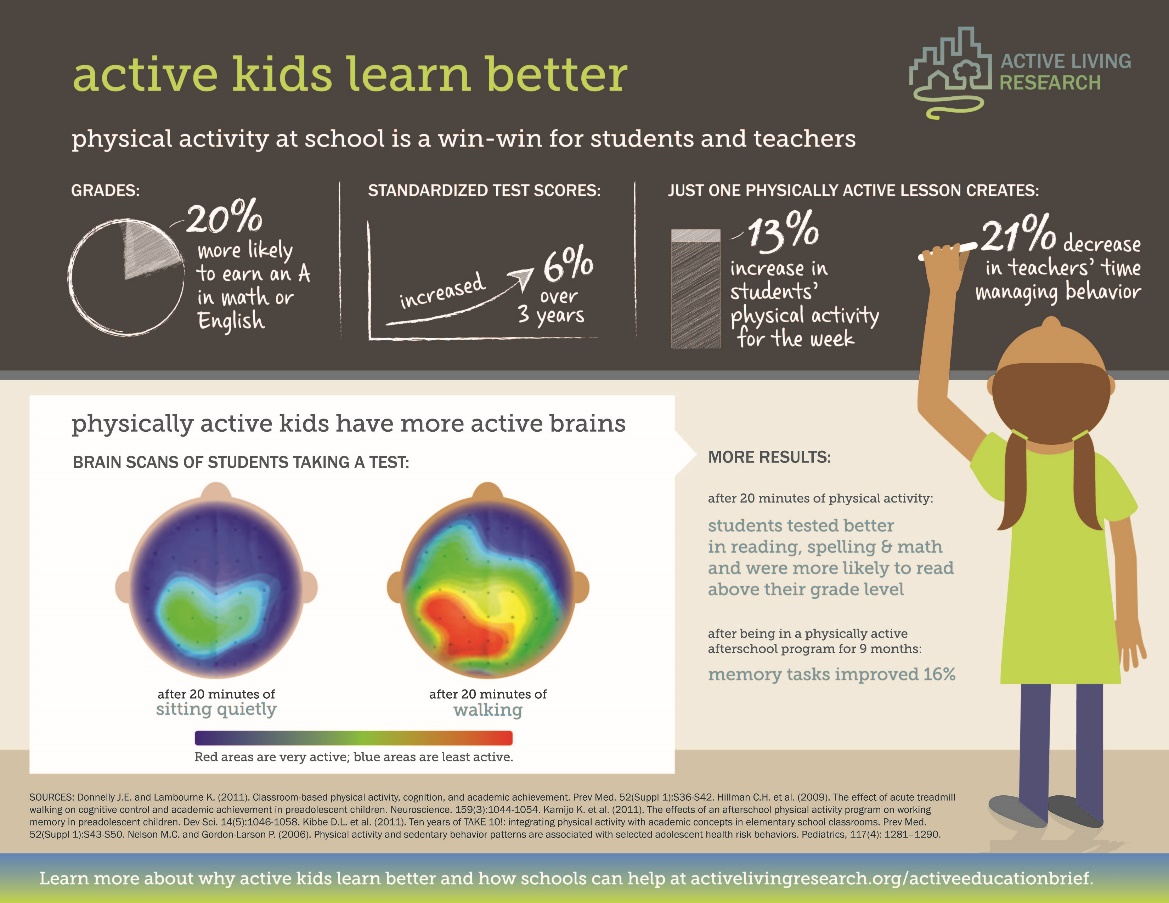 active kids learn better
ACTIVE LIVING
RESEARCH
physical activity at school is a win-win for students and teachers
GRADES:
20%
more likely
to earn an A
in math or
English
STANDARDIZED TEST SCORES:
increased
6%
over
3 years
JUST ONE PHYSICALLY ACTIVE LESSON CREATES:
13%
increase in
students'
physical activity
for the week
21% decrease
in teachers' time
managing behavior
physically active kids have more active brains
BRAIN SCANS OF STUDENTS TAKING A TEST:
after 20 minutes of
sitting quietly
after 20 minutes of
walking
Red areas are very active; blue areas are least active.
MORE RESULTS:
after 20 minutes of physical activity:
students tested better
in reading, spelling & math
and were more likely to read
above their grade level
after being in a physically active
afterschool program for 9 months:
memory tasks improved 16%
SOURCES: Donnelly J.E. and Lambourne K. (2011). Classroom-based physical activity, cognition, and academic achievement. Prev Med. 52(Suppl 1):S36-S42. Hillman C.H. et al. (2009). The effect of acute treadmill
walking on cognitive control and academic achievement in preadolescent children. Neuroscience. 159(3):1044-1054. Kamijo K. et al. (2011). The effects of an afterschool physical activity program on working
memory in preadolescent children. Dev Sci. 14(5):1046-1058. Kibbe D.L. et al. (2011). Ten years of TAKE 10!: integrating physical activity with academic concepts in elementary school classrooms. Prev Med.
52(Suppl 1):S43-S50. Nelson M.C. and Gordon-Larson P. (2006). Physical activity and sedentary behavior patterns are associated with selected adolescent health risk behaviors. Pediatrics, 117(4): 1281–1290.
Learn more about why active kids learn better and how schools can help at activelivingresearch.org/activeeducationbrief.